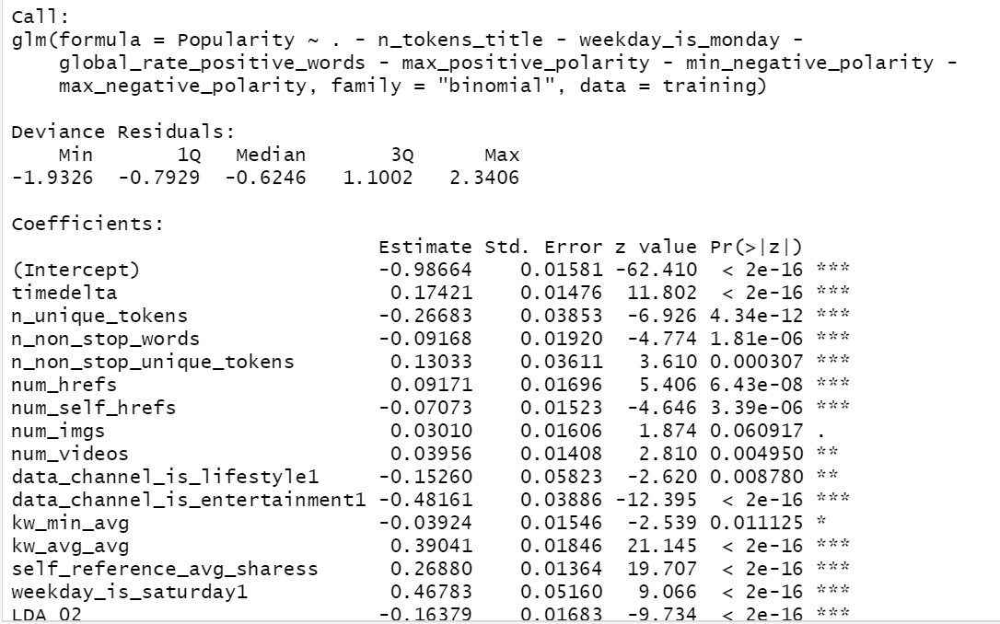 Call:
glm(formula = Popularity ~ . - n_tokens_title - weekday_is_monday -
    global_rate_positive_words - max_positive_polarity - min_negative_polarity -
    max_negative_polarity, family = "binomial", data = training)

Deviance Residuals:
    Min       1Q   Median       3Q      Max
-1.9326  -0.7929  -0.6246   1.1002   2.3406

Coefficients:
                               Estimate Std. Error z value Pr(>|z|)
(Intercept)                    -0.98664    0.01581 -62.410  < 2e-16 ***
timedelta                       0.17421    0.01476  11.802  < 2e-16 ***
n_unique_tokens                -0.26683    0.03853  -6.926 4.34e-12 ***
n_non_stop_words               -0.09168    0.01920  -4.774 1.81e-06 ***
n_non_stop_unique_tokens        0.13033    0.03611   3.610 0.000307 ***
num_hrefs                       0.09171    0.01696   5.406 6.43e-08 ***
num_self_hrefs                 -0.07073    0.01523  -4.646 3.39e-06 ***
num_imgs                        0.03010    0.01606   1.874 0.060917 .
num_videos                      0.03956    0.01408   2.810 0.004950 **
data_channel_is_lifestyle1     -0.15260    0.05823  -2.620 0.008780 **
data_channel_is_entertainment1 -0.48161    0.03886 -12.395  < 2e-16 ***
kw_min_avg                     -0.03924    0.01546  -2.539 0.011125 *
kw_avg_avg                      0.39041    0.01846  21.145  < 2e-16 ***
self_reference_avg_sharess      0.26880    0.01364  19.707  < 2e-16 ***
weekday_is_saturday1            0.46783    0.05160   9.066  < 2e-16 ***
LDA_02                         -0.16379    0.01683  -9.734  < 2e-16 ***